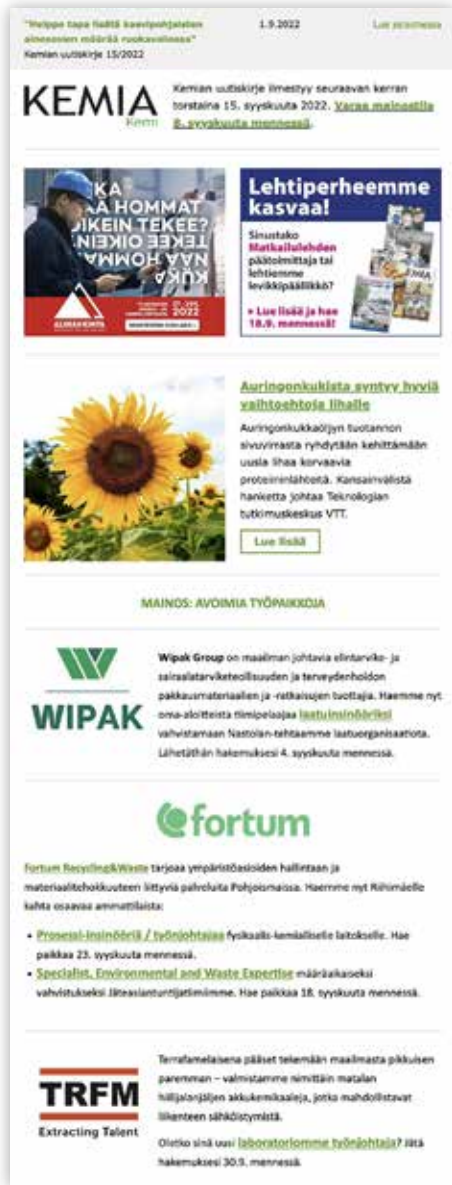 "Helppo tapa lisätä kasvipohjaisten
ainesosien määrää ruokavaliossa"
Kemian uutiskirje 15/2022
1.9.2022
Lue selaimessa
KEMIA
Kemi
Kemian uutiskirje ilmestyy seuraavan kerran
torstaina 15. syyskuuta 2022. Varaa mainostila
8. syyskuuta mennessä.
HOMMAT
OIKEIN TEKEE?
TEKEE OIKEIN
NÄÄ HOMMAT
KUKA
ALIHANKINTA
2022
Lehtiperheemme
kasvaa!
Sinustako
Matkailulehden
päätoimittaja tai
lehtiemme
levikkipäällikkö?
Lue lisää ja hae
18.9. mennessä!
Auringonkukista syntyy hyviä
vaihtoehtoja lihalle
Auringonkukkaöljyn tuotannon
sivuvirrasta ryhdytään kehittämään
uusia lihaa korvaavia
proteiininlähteitä. Kansainvälistä
hanketta johtaa Teknologian
tutkimuskeskus VTT.
Lue lisää
MAINOS: AVOIMIA TYÖPAIKKOJA
WIPAK
Wipak Group on maailman johtavia elintarvike- ja
sairaalatarviketeollisuuden ja terveydenhoidon
pakkausmateriaalien ja -ratkaisujen tuottajia. Haemme nyt
oma-aloitteista tiimipelaajaa laatuinsinööriksi
vahvistamaan Nastolan-tehtaamme laatuorganisaatiota.
Lähetäthän hakemuksesi 4. syyskuuta mennessä.
fortum
Fortum Recycling&Waste tarjoaa ympäristöasioiden hallintaan ja
materiaalitehokkuuteen liittyviä palveluita Pohjoismaissa. Haemme nyt Riihimäelle
kahta osaavaa ammattilaista:
• Prosessi-insinööriä / työnjohtajaa fysikaalis-kemialliselle laitokselle. Hae
paikkaa 23. syyskuuta mennessä.
• Specialist, Environmental and Waste Expertise määräaikaiseksi
vahvistukseksi Jäteasiantuntijatiimiimme. Hae paikkaa 18. syyskuuta mennessä.
TRFM
Extracting Talent
Terrafamelaisena pääset tekemään maailmasta pikkuisen
paremman – valmistamme nimittäin matalan
hiilijalanjäljen akkukemikaaleja, jotka mahdollistavat
liikenteen sähköistymistä.
Oletko sinä uusi laboratoriomme työnjohtaja? Jätä
hakemuksesi 30.9. mennessä.